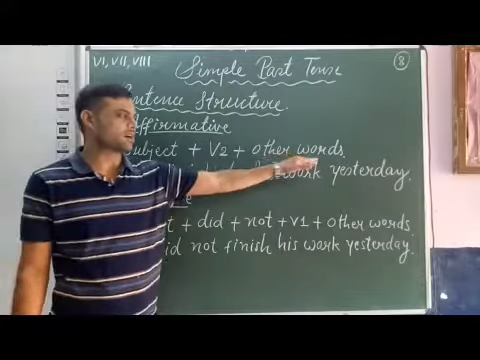 VI, VII, VIII
8
Simple Past Tense
Sentence Structure.
Affirmative
Subject + V2 + other words.
work yesterday.
+ did + not + V1 + other words
did not finish his work yesterday.